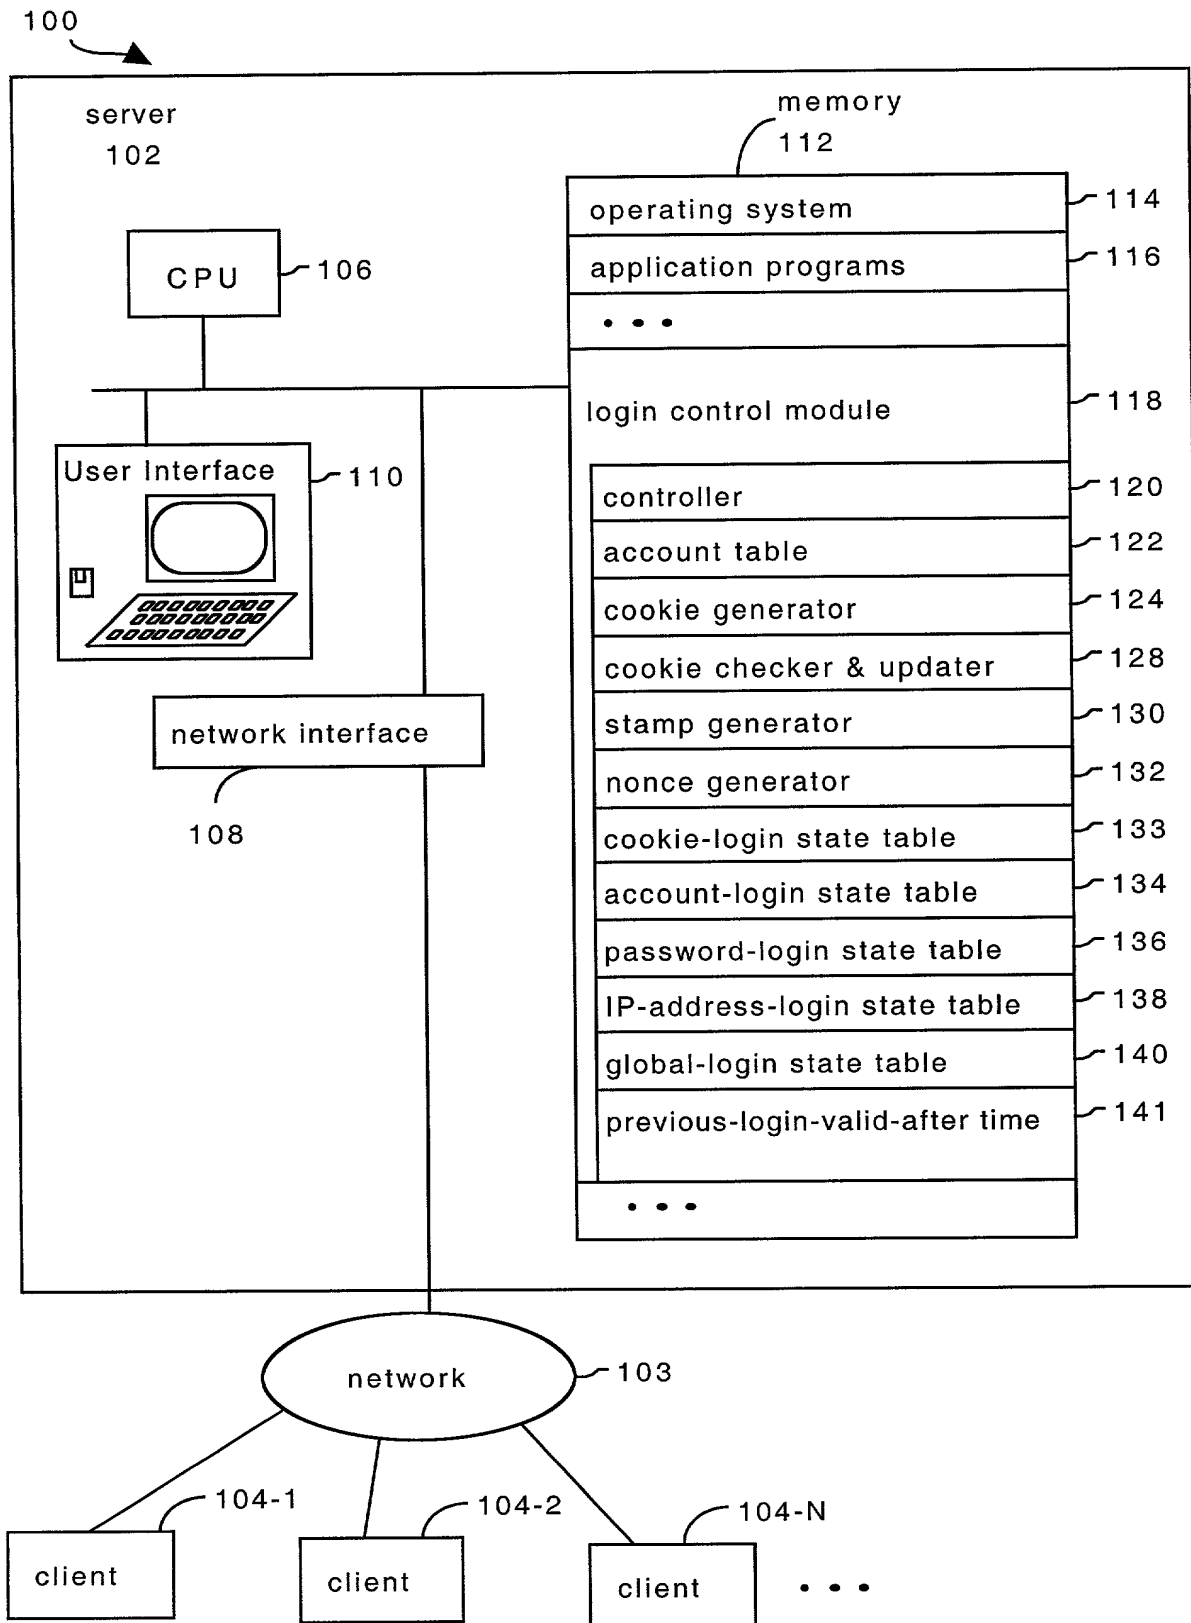 100
server
102
memory
112
operating system
114
application programs
116
CPU
106
• • •
login control module
118
User Interface
110
controller
120
account table
122
cookie generator
124
cookie checker & updater
128
stamp generator
130
network interface
108
nonce generator
132
cookie-login state table
133
account-login state table
134
password-login state table
136
IP-address-login state table
138
global-login state table
140
previous-login-valid-after time
141
• • •
network
103
104-1
104-2
104-N
client
client
client
• • •